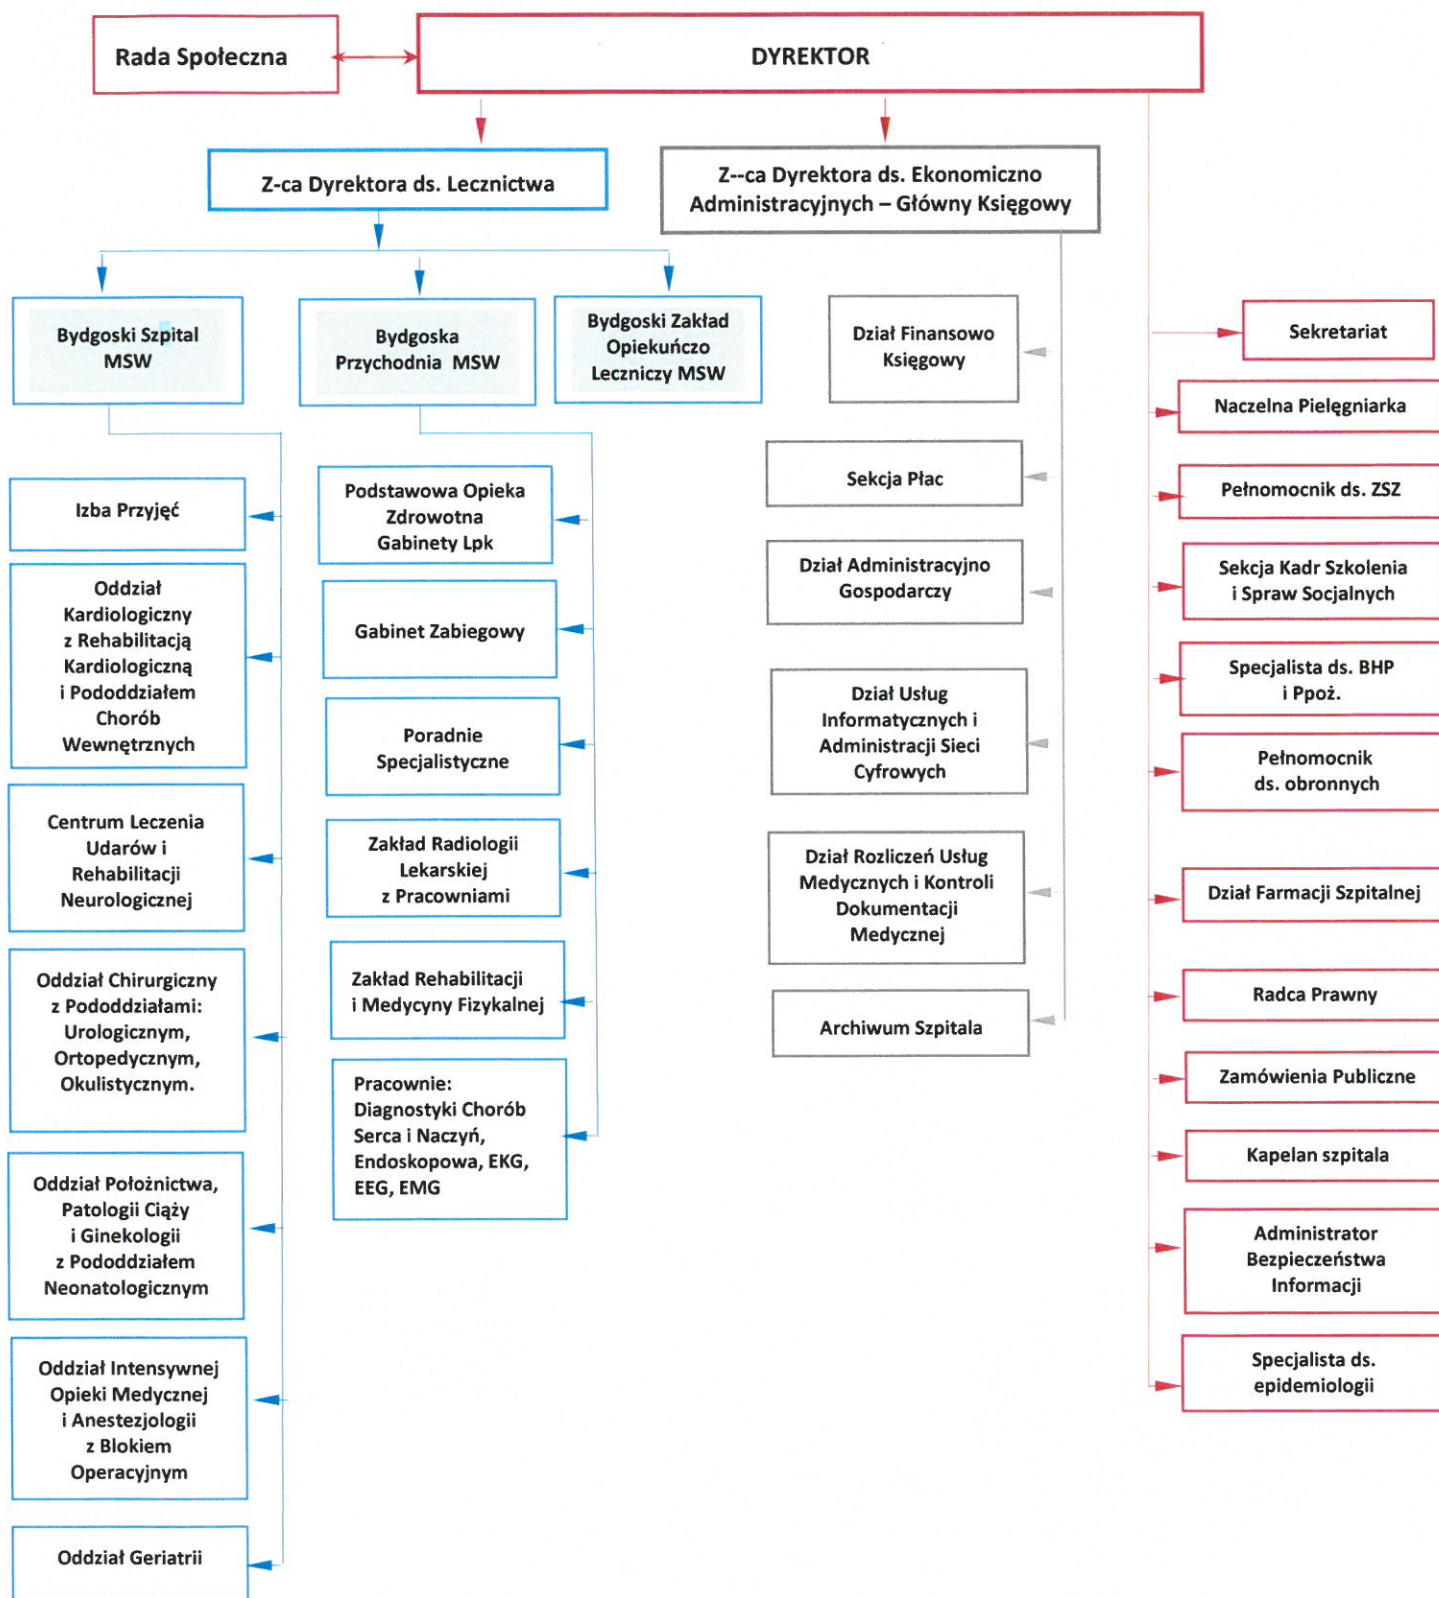 Rada Społeczna
DYREKTOR
Z-ca Dyrektora ds. Lecznictwa
Z--ca Dyrektora ds. Ekonomiczno
Administracyjnych – Główny Księgowy
Bydgoski Szpital
MSW
Bydgoska
Przychodnia MSW
Bydgoski Zakład
Opiekuńczo
Leczniczy MSW
Izba Przyjęć
Oddział
Kardiologiczny
z Rehabilitacją
Kardiologiczną
i Pododdziałem
Chorób
Wewnętrznych
Centrum Leczenia
Udarów i
Rehabilitacji
Neurologicznej
Oddział Chirurgiczny
z Pododdziałami:
Urologicznym,
Ortopedycznym,
Okulistycznym.
Oddział Położnictwa,
Patologii Ciąży
i Ginekologii
z Pododdziałem
Neonatologicznym
Oddział Intensywnej
Opieki Medycznej
i Anestezjologii
z Blokiem
Operacyjnym
Oddział Geriatrii
Podstawowa Opieka
Zdrowotna
Gabinety Lpk
Gabinet Zabiegowy
Poradnie
Specjalistyczne
Zakład Radiologii
Lekarskiej
z Pracowniami
Zakład Rehabilitacji
i Medycyny Fizykalnej
Pracownie:
Diagnostyki Chorób
Serca i Naczyń,
Endoskopowa, EKG,
EEG, EMG
Dział Finansowo
Księgowy
Sekcja Płac
Dział Administracyjno
Gospodarczy
Dział Usług
Informatycznych i
Administracji Sieci
Cyfrowych
Dział Rozliczeń Usług
Medycznych i Kontroli
Dokumentacji
Medycznej
Archiwum Szpitala
Sekretariat
Naczelna Pielęgniarka
Pełnomocnik ds. ZSZ
Sekcja Kadr Szkolenia
i Spraw Socjalnych
Specjalista ds. BHP
i Ppoż.
Pełnomocnik
ds. obronnych
Dział Farmacji Szpitalnej
Radca Prawny
Zamówienia Publiczne
Kapelan szpitala
Administrator
Bezpieczeństwa
Informacji
Specjalista ds.
epidemiologii